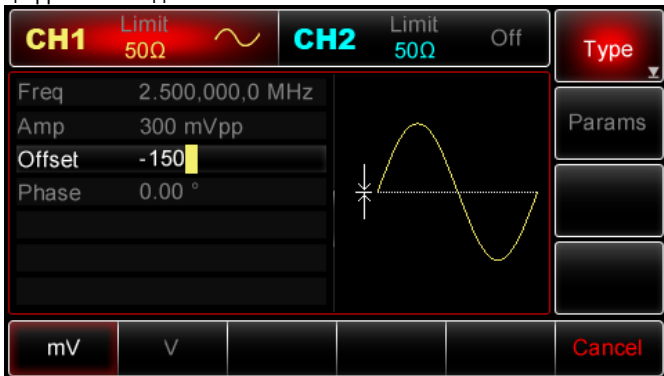 CH1 Limit 50Ω CH2 Limit 50Ω Off
Type
Freq 2.500,000,0 MHz
Amp 300 mVpp
Offset -150
Phase 0.00 °
Params
mV V Cancel